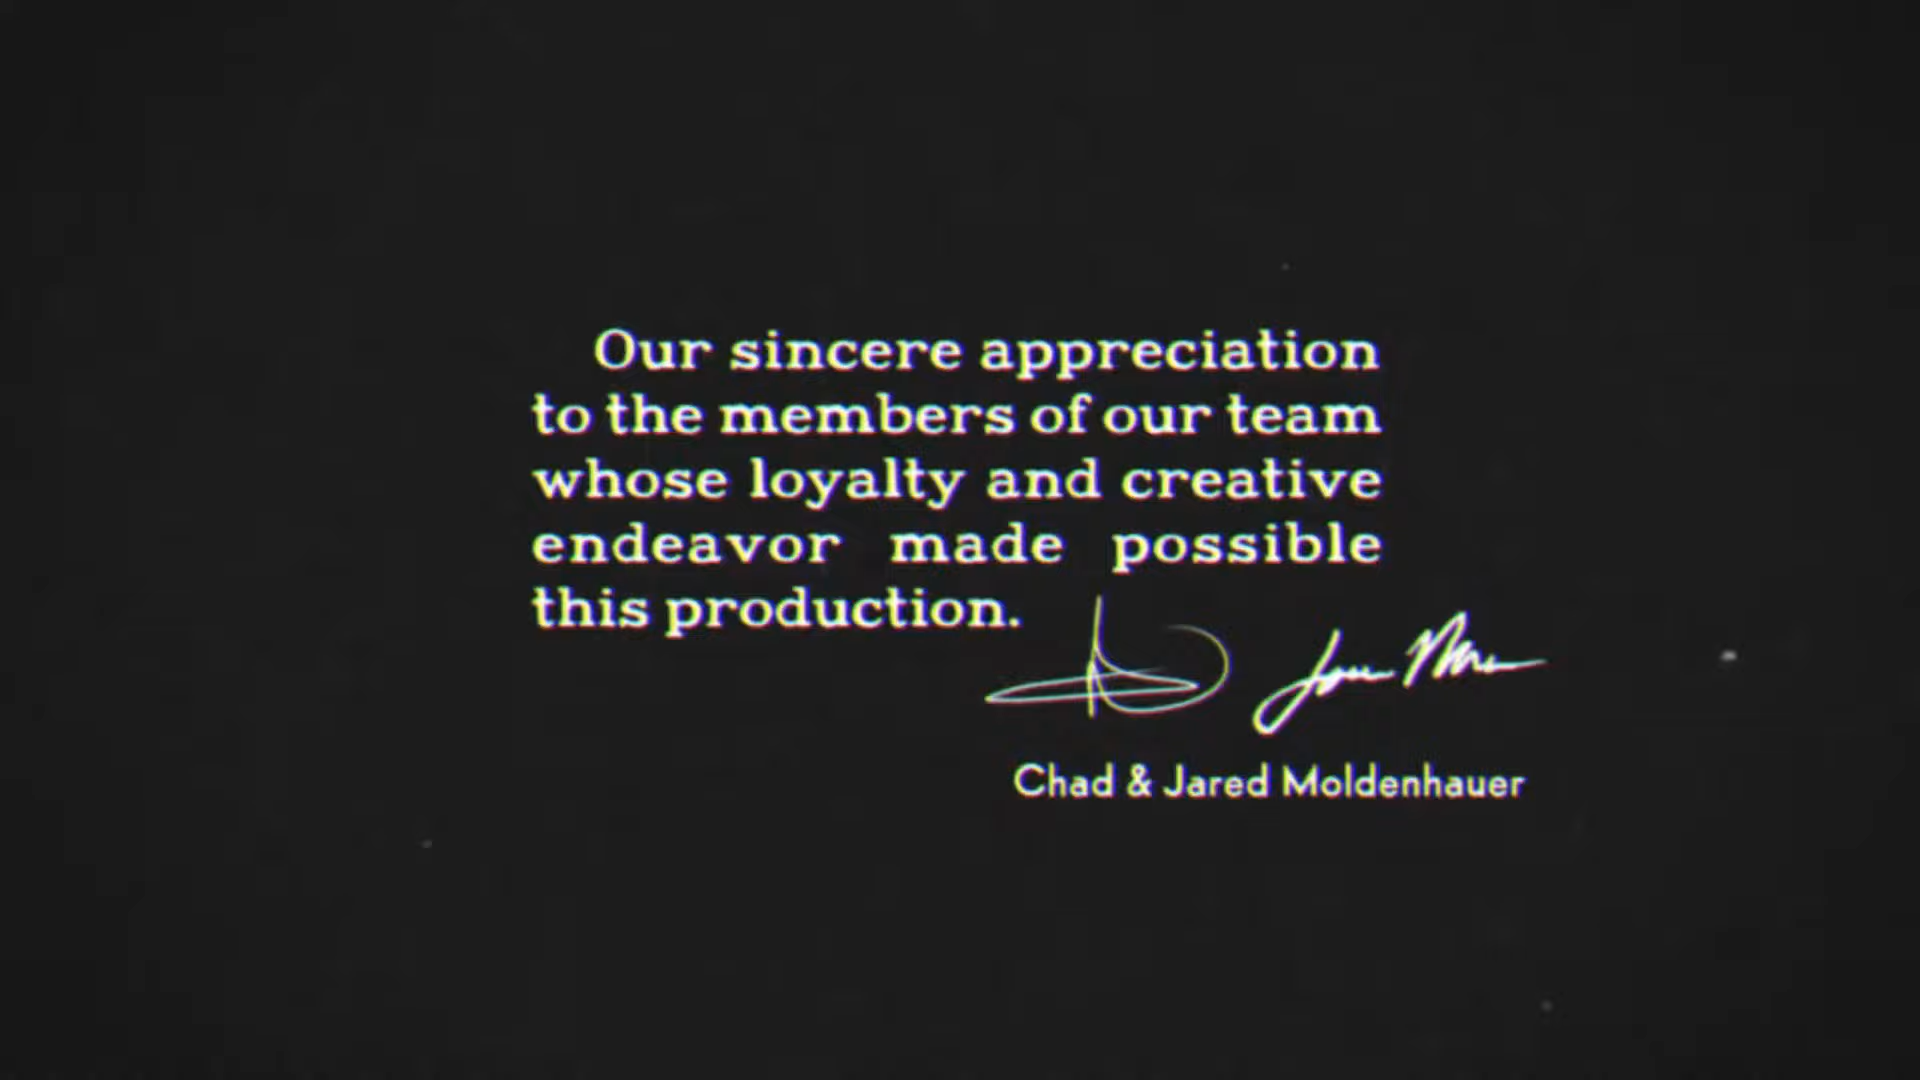 Our sincere appreciation
to the members of our team
whose loyalty and creative
endeavor made possible
this production.
Chad & Jared Moldenhauer